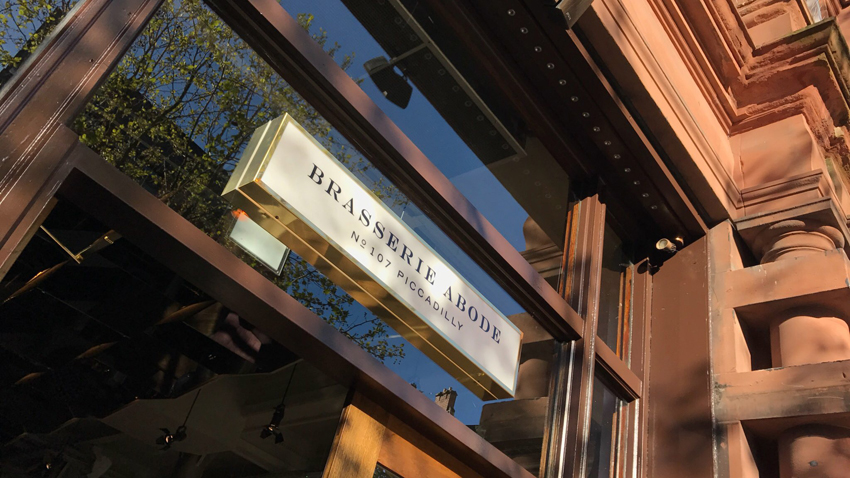 BRASSERIE ABODE
Nº 107 PICCADILLY